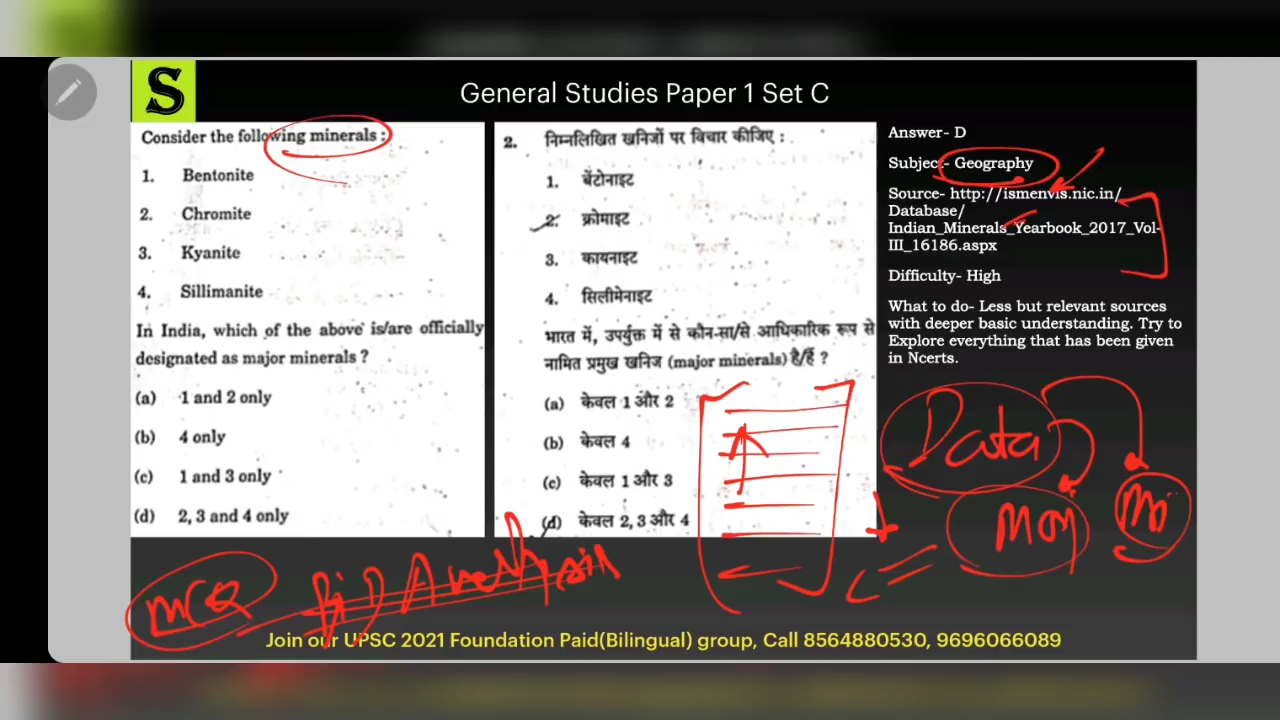 S
General Studies Paper 1 Set C
Consider the following minerals :
1. Bentonite
2. Chromite
3. Kyanite
4. Sillimanite
In India, which of the above is/are officially
designated as major minerals ?
(a) 1 and 2 only
(b) 4 only
(c) 1 and 3 only
(d) 2, 3 and 4 only
2. निम्नलिखित खनिजों पर विचार कीजिए :
1. बेंटोनाइट
2. क्रोमाइट
3. कायनाइट
4. सिलीमेनाइट
भारत में, उपर्युक्त में से कौन-सा/से आधिकारिक रूप से
नामित प्रमुख खनिज (major minerals) है/हैं ?
(a) केवल 1 और 2
(b) केवल 4
(c) केवल 1 और 3
(d) केवल 2, 3 और 4
Answer- D
Subject- Geography
Source- http://ismenvis.nic.in/
Database/
Indian_Minerals_Yearbook_2017_Vol-
III_16186.aspx
Difficulty- High
What to do- Less but relevant sources
with deeper basic understanding. Try to
Explore everything that has been given
in Ncerts.
Data
MCQ
Join our UPSC 2021 Foundation Paid(Bilingual) group, Call 8564880530, 9696066089